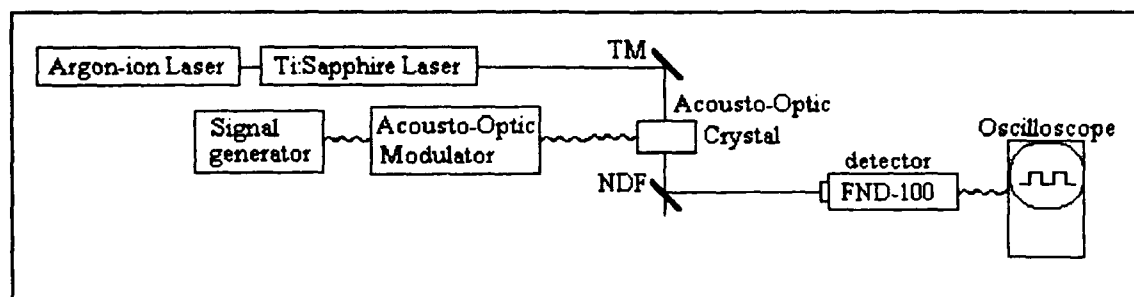 TM
Argon-ion Laser
Ti:Sapphire Laser
Acousto-Optic
Crystal
Signal
generator
Acousto-Optic
Modulator
Oscilloscope
detector
NDF
FND-100